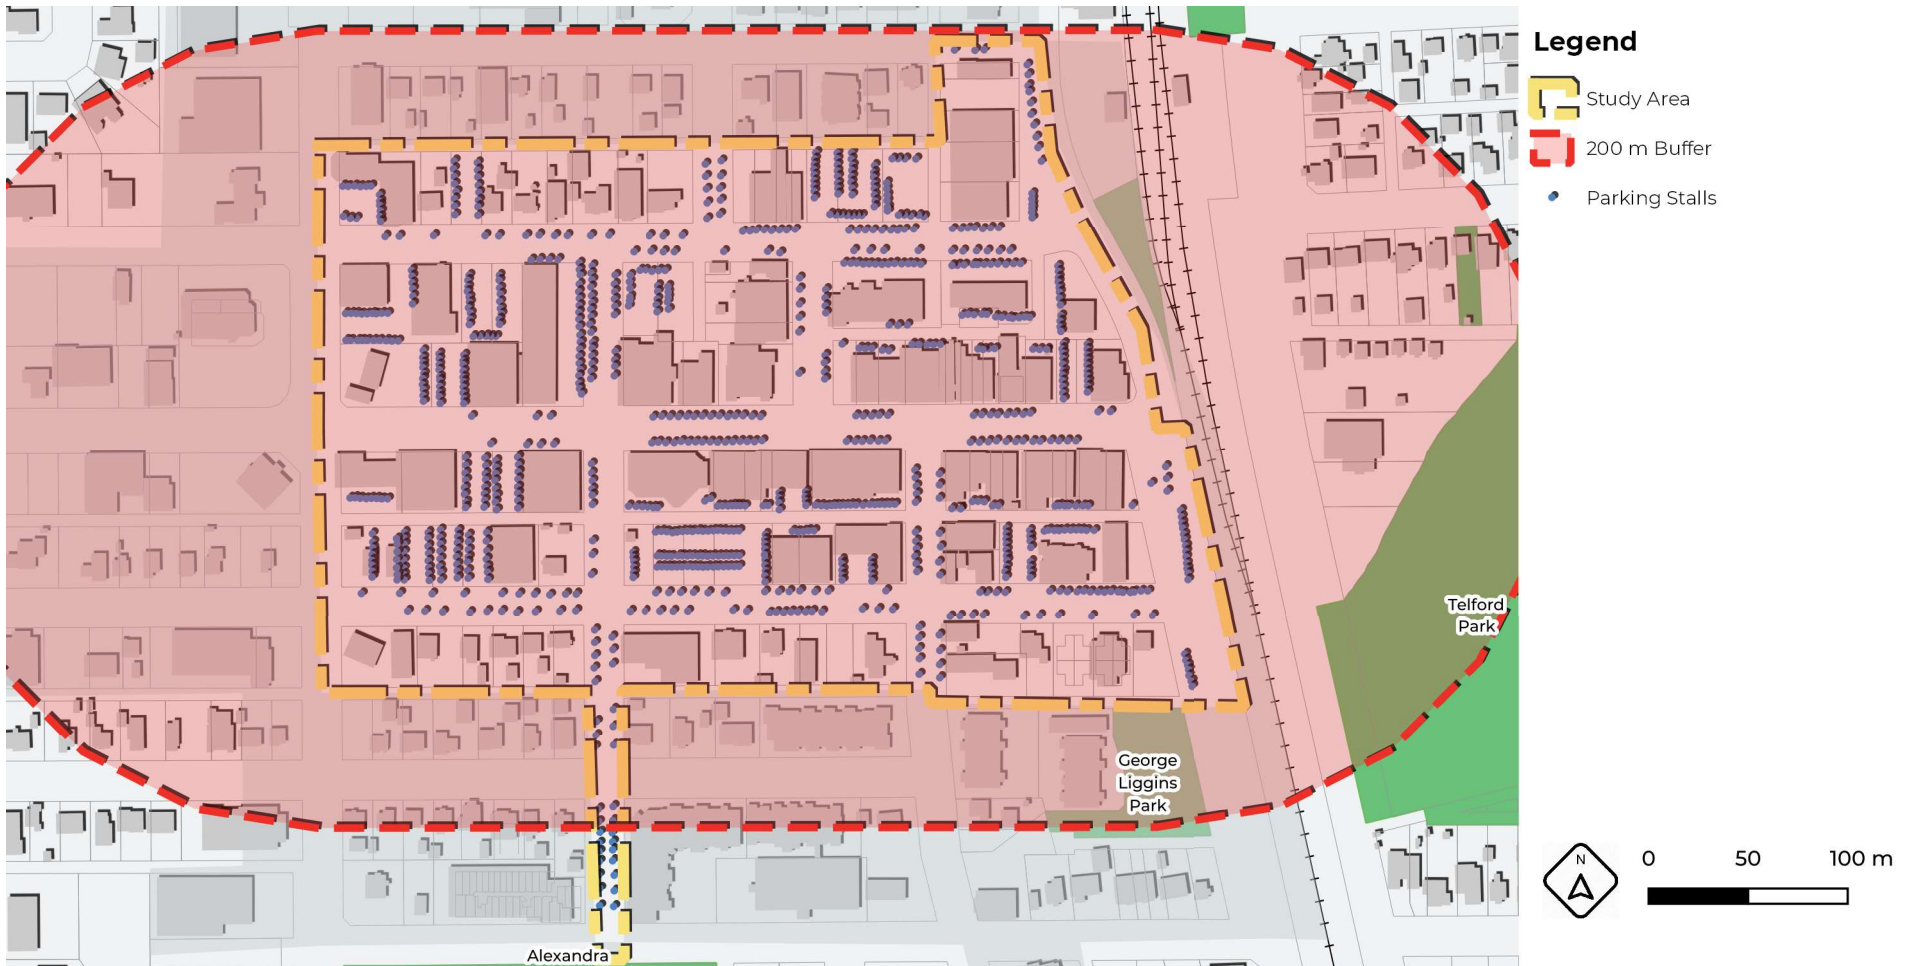 Legend
Study Area
200 m Buffer
Parking Stalls
Telford
Park
George
Liggins
Park
N
0 50 100 m
Alexandra